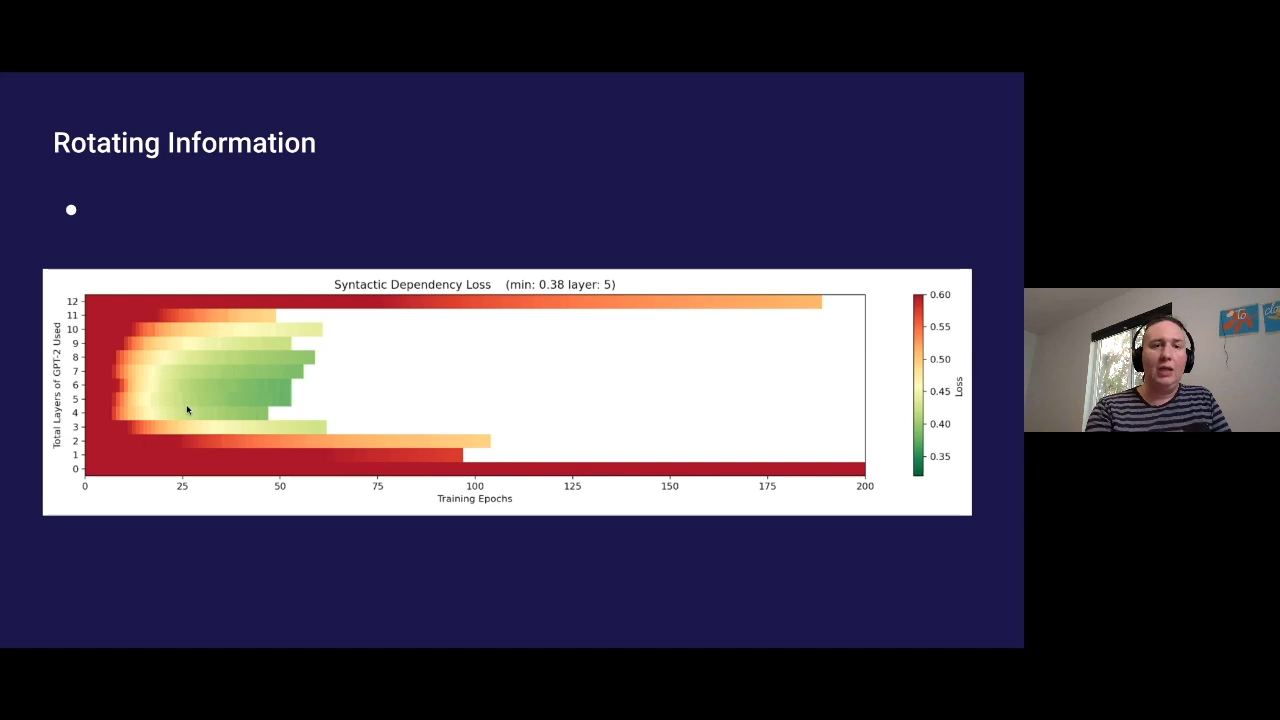 Rotating Information
Syntactic Dependency Loss (min: 0.38 layer: 5)
Total Layers of GPT-2 Used
12
11
10
9
8
7
6
5
4
3
2
1
0
0 25 50 75 100 125 150 175 200
Training Epochs
0.60
0.55
0.50
0.45
0.40
0.35
Loss
To